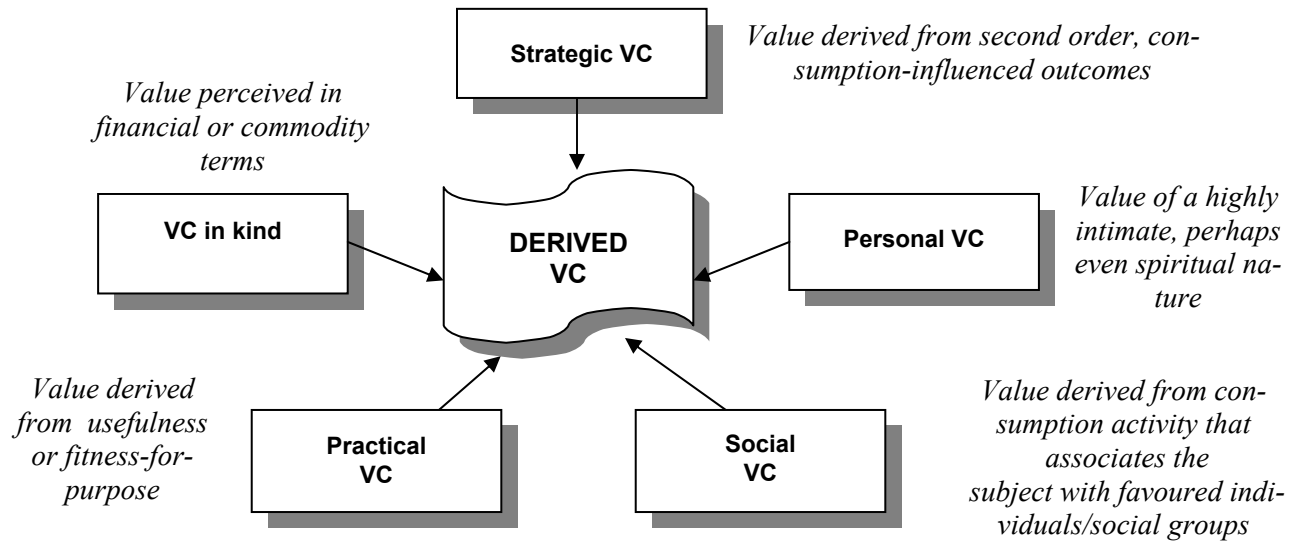 Strategic VC
Value derived from second order, con-
sumption-influenced outcomes
Value perceived in
financial or commodity
terms
VC in kind
DERIVED
VC
Personal VC
Value of a highly
intimate, perhaps
even spiritual na-
ture
Value derived
from usefulness
or fitness-for-
purpose
Practical
VC
Social
VC
Value derived from con-
sumption activity that
associates the
subject with favoured indi-
viduals/social groups